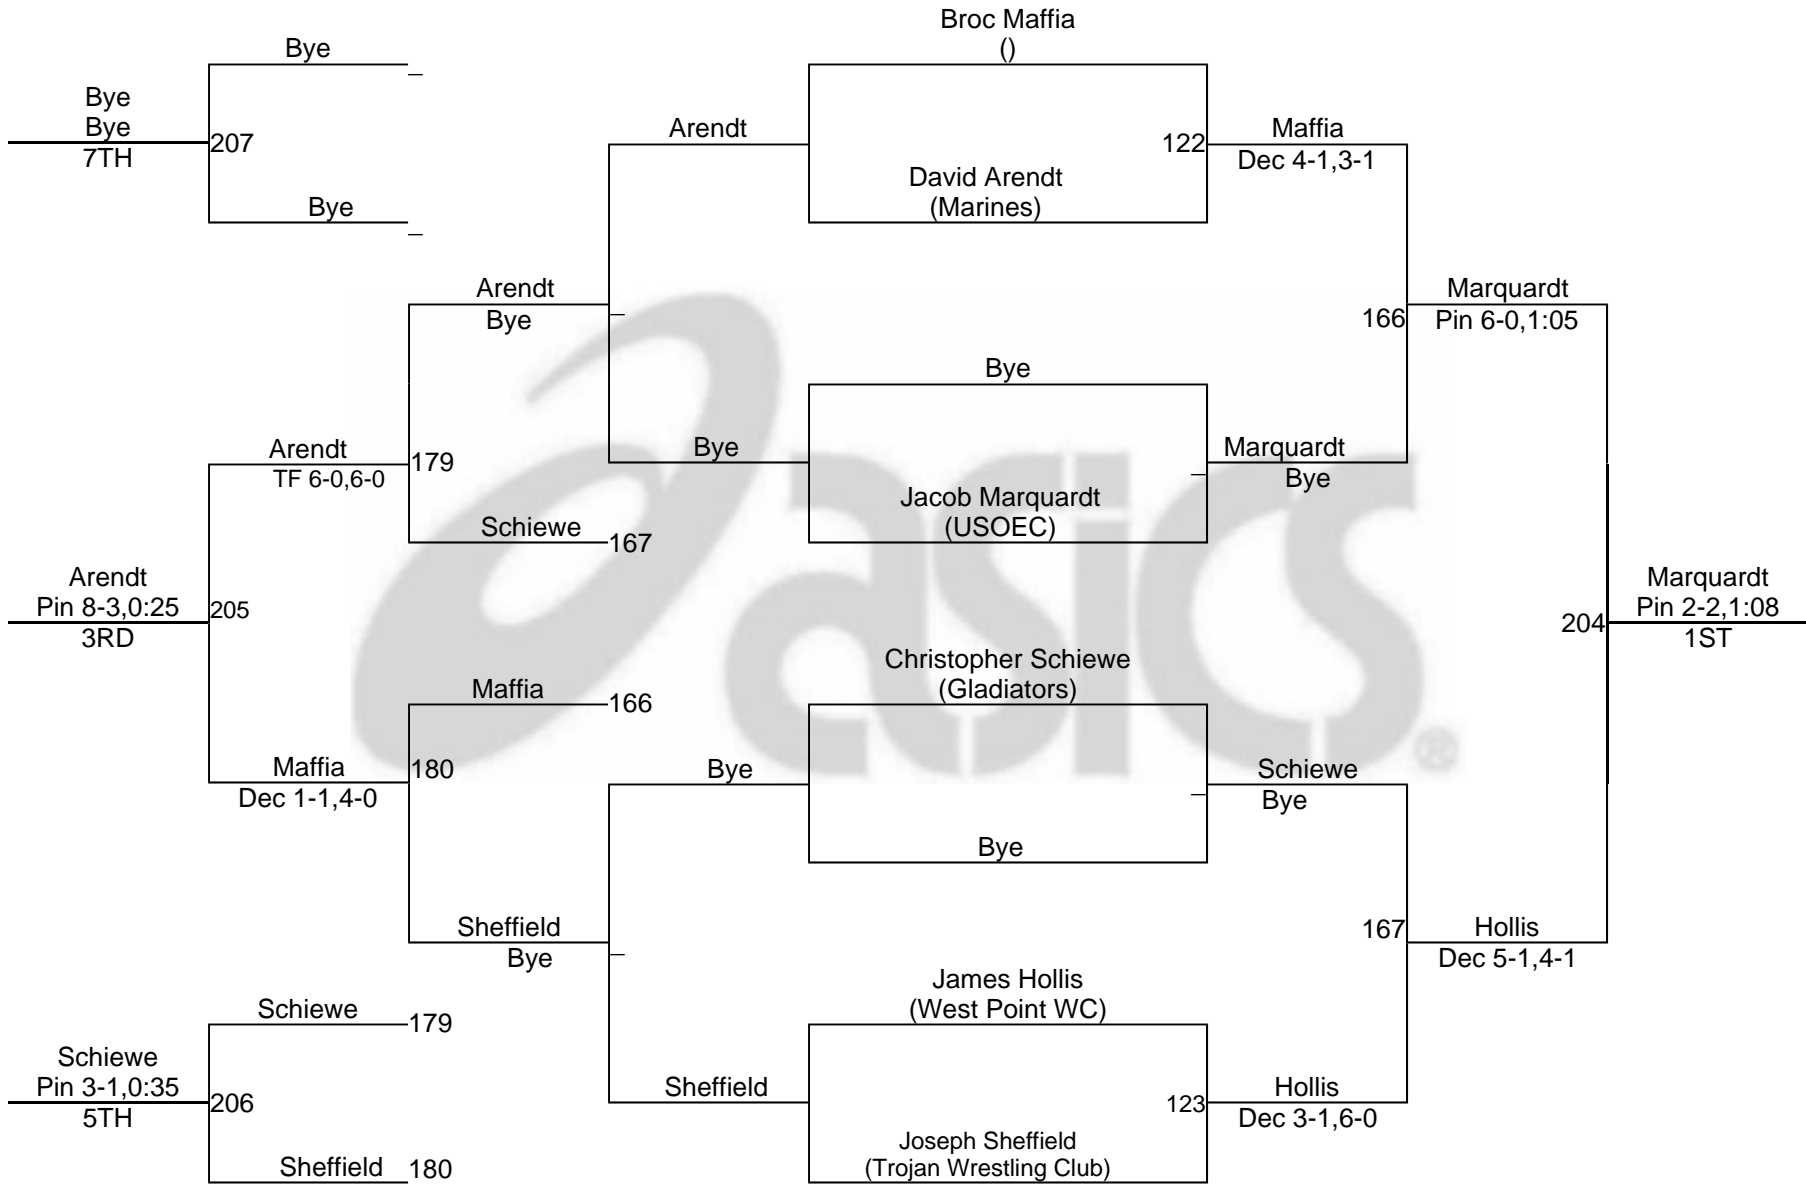 Broc Maffia
()
Bye
Bye
Bye
7TH
207
Bye
Arendt
122
Maffia
Dec 4-1,3-1
David Arendt
(Marines)
Arendt
Bye
Marquardt
Pin 6-0,1:05
166
Bye
Arendt
TF 6-0,6-0
179
Bye
Marquardt
Bye
Jacob Marquardt
(USOEC)
Schiewe
167
Arendt
Pin 8-3,0:25
3RD
205
Marquardt
Pin 2-2,1:08
1ST
204
asics
®
Christopher Schiewe
(Gladiators)
Maffia
166
Maffia
Dec 1-1,4-0
180
Bye
Schiewe
Bye
Bye
Sheffield
Bye
167
Hollis
Dec 5-1,4-1
James Hollis
(West Point WC)
Schiewe
179
Schiewe
Pin 3-1,0:35
5TH
206
Sheffield
123
Hollis
Dec 3-1,6-0
Joseph Sheffield
(Trojan Wrestling Club)
Sheffield
180